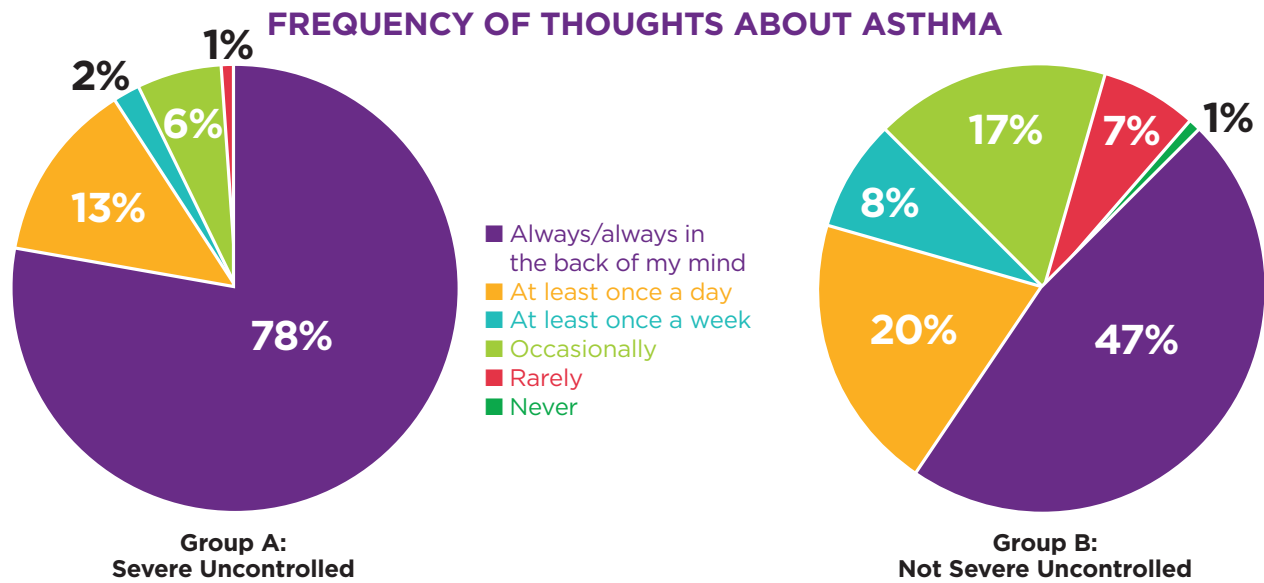 FREQUENCY OF THOUGHTS ABOUT ASTHMA
1%
2%
6%
13%
78%
Group A:
Severe Uncontrolled
Always/always in
the back of my mind
At least once a day
At least once a week
Occasionally
Rarely
Never
17%
7%
1%
8%
20%
47%
Group B:
Not Severe Uncontrolled